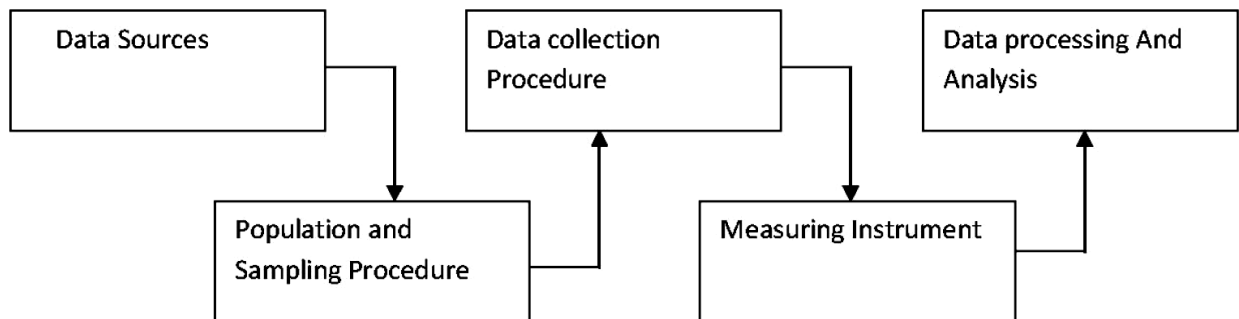 Data Sources
Population and
Sampling Procedure
Data collection
Procedure
Measuring Instrument
Data processing And
Analysis